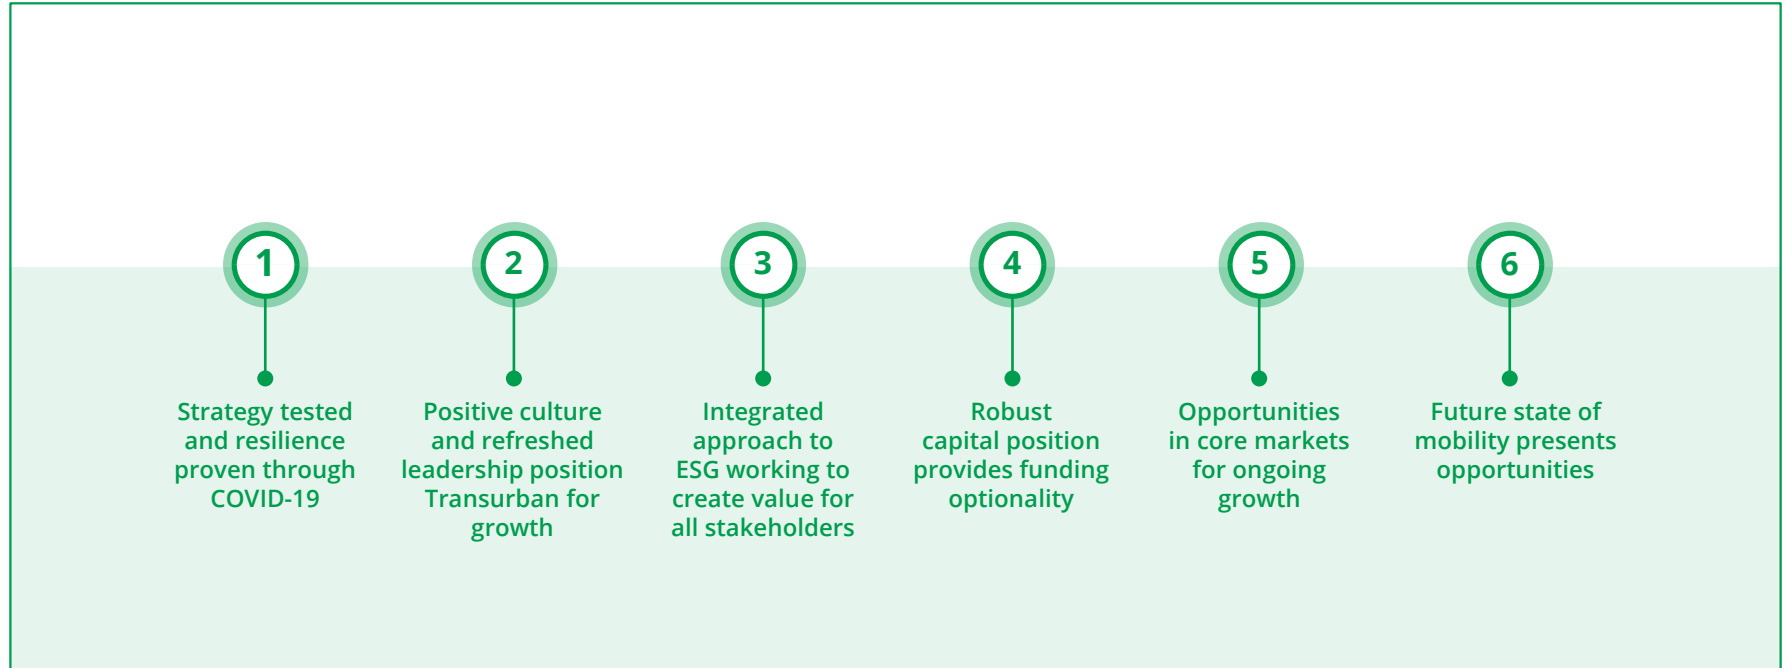 1
Strategy tested
and resilience
proven through
COVID-19
2
Positive culture
and refreshed
leadership position
Transurban for
growth
3
Integrated
approach to
ESG working to
create value for
all stakeholders
4
Robust
capital position
provides funding
optionality
5
Opportunities
in core markets
for ongoing
growth
6
Future state of
mobility presents
opportunities